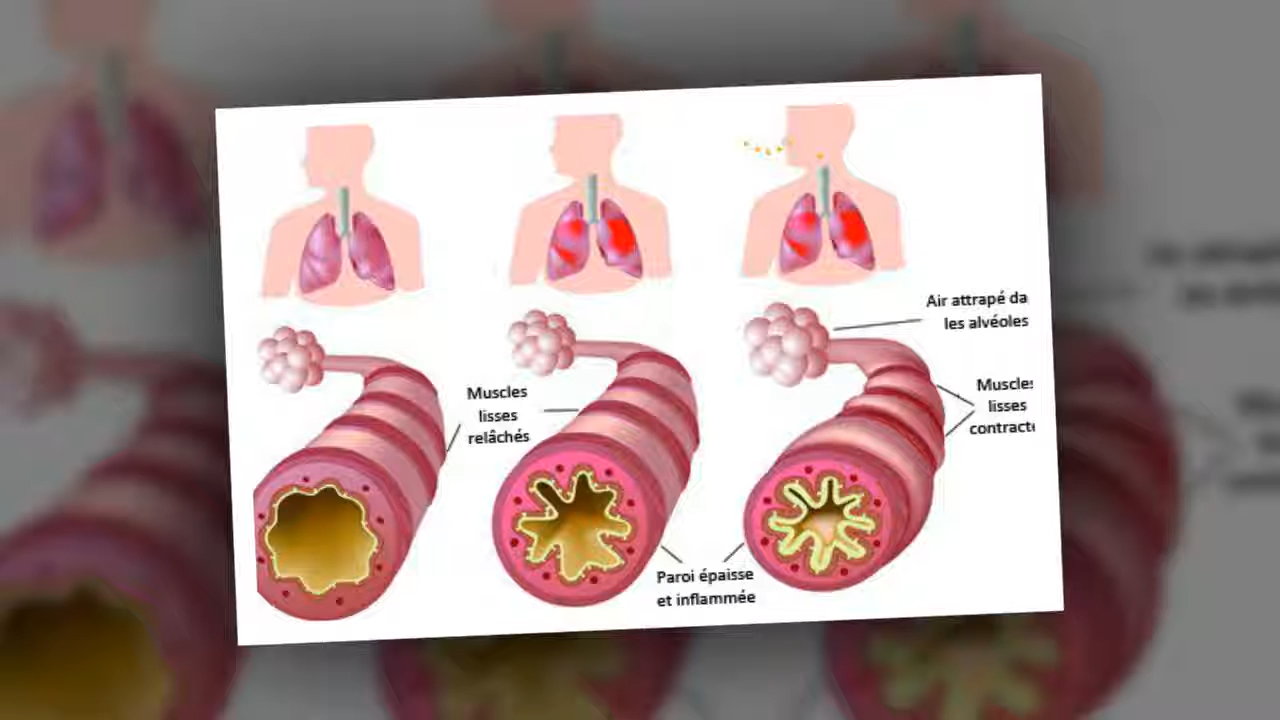 Air attrapé da
les alvéoles
Muscles
lisses
relâchés
Muscles
lisses
contracte
Paroi épaisse
et inflammée